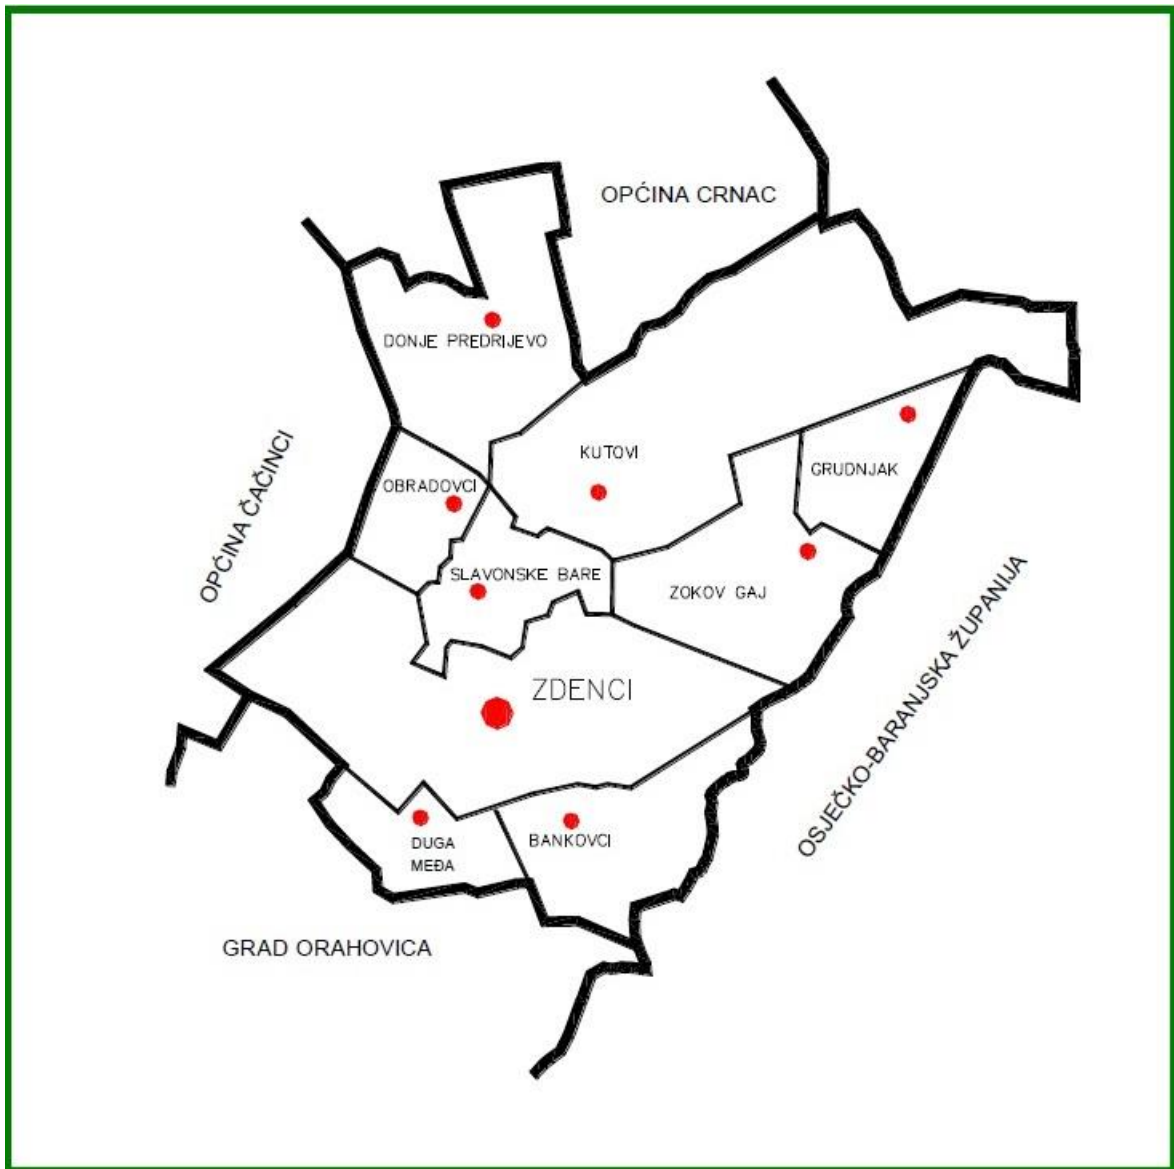 OPĆINA CRNAC
DONJE PREDRIJEVO
OPĆINA ČAČINCI
KUTOVI
GRUDNJAK
OBRADOVCI
SLAVONSKE BARE
ZOKOV GAJ
OSJEČKO-BARANJSKA ŽUPANIJA
ZDENCI
DUGA
MEĐA
BANKOVCI
GRAD ORAHOVICA